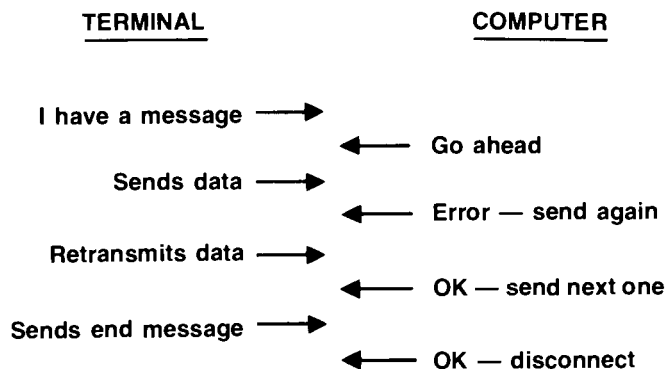 TERMINAL
COMPUTER
I have a message
Go ahead
Sends data
Error — send again
Retransmits data
OK — send next one
Sends end message
OK — disconnect